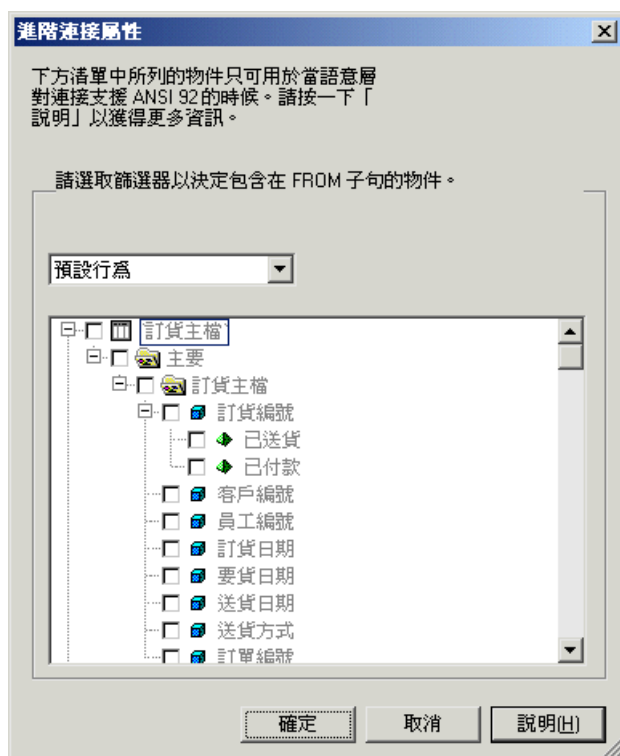 進階連接屬性
下方清單中所列的物件只可用於當語意層
對連接支援 ANSI 92 的時候。請按一下「
說明」以獲得更多資訊。
請選取篩選器以決定包含在 FROM 子句的物件。
預設行為
訂貨主檔
主要
訂貨主檔
訂貨編號
已送貨
已付款
客戶編號
員工編號
訂貨日期
要貨日期
送貨日期
送貨方式
訂單編號
確定
取消
說明(H)